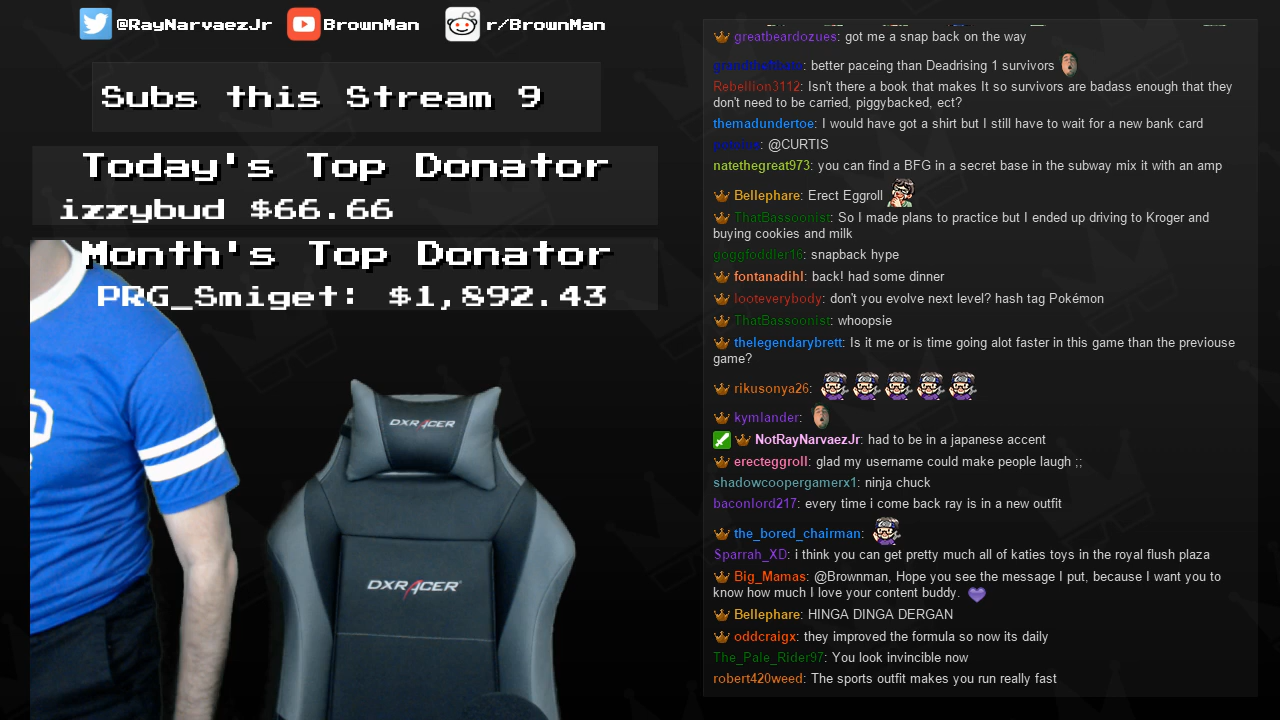 @RayNarvaezJr BrownMan r/BrownMan
Subs this Stream 9
Today's Top Donator
izzybud $66.66
Month's Top Donator
PRG_Smiget: $1,892.43
DXRACER
DXRACER
greatbeardozues: got me a snap back on the way
: better paceing than Deadrising 1 survivors
Rebellion3112: Isn't there a book that makes It so survivors are badass enough that they
don't need to be carried, piggybacked, ect?
themadundertoe: I would have got a shirt but I still have to wait for a new bank card
: @CURTIS
natethegreat973: you can find a BFG in a secret base in the subway mix it with an amp
Bellephare: Erect Eggroll
ThatBassoonist: So I made plans to practice but I ended up driving to Kroger and
buying cookies and milk
goggfoddler16: snapback hype
fontanadihl: back! had some dinner
looteverybody: don't you evolve next level? hash tag Pokémon
ThatBassoonist: whoopsie
thelegendarybrett: Is it me or is time going alot faster in this game than the previouse
game?
rikusonya26:
kymlander:
NotRayNarvaezJr: had to be in a japanese accent
erecteggroll: glad my username could make people laugh ;;
shadowcoopergamerx1: ninja chuck
baconlord217: every time i come back ray is in a new outfit
the_bored_chairman:
Sparrah_XD: i think you can get pretty much all of katies toys in the royal flush plaza
Big_Mamas: @Brownman, Hope you see the message I put, because I want you to
know how much I love your content buddy.
Bellephare: HINGA DINGA DERGAN
oddcraigx: they improved the formula so now its daily
The_Pale_Rider97: You look invincible now
robert420weed: The sports outfit makes you run really fast